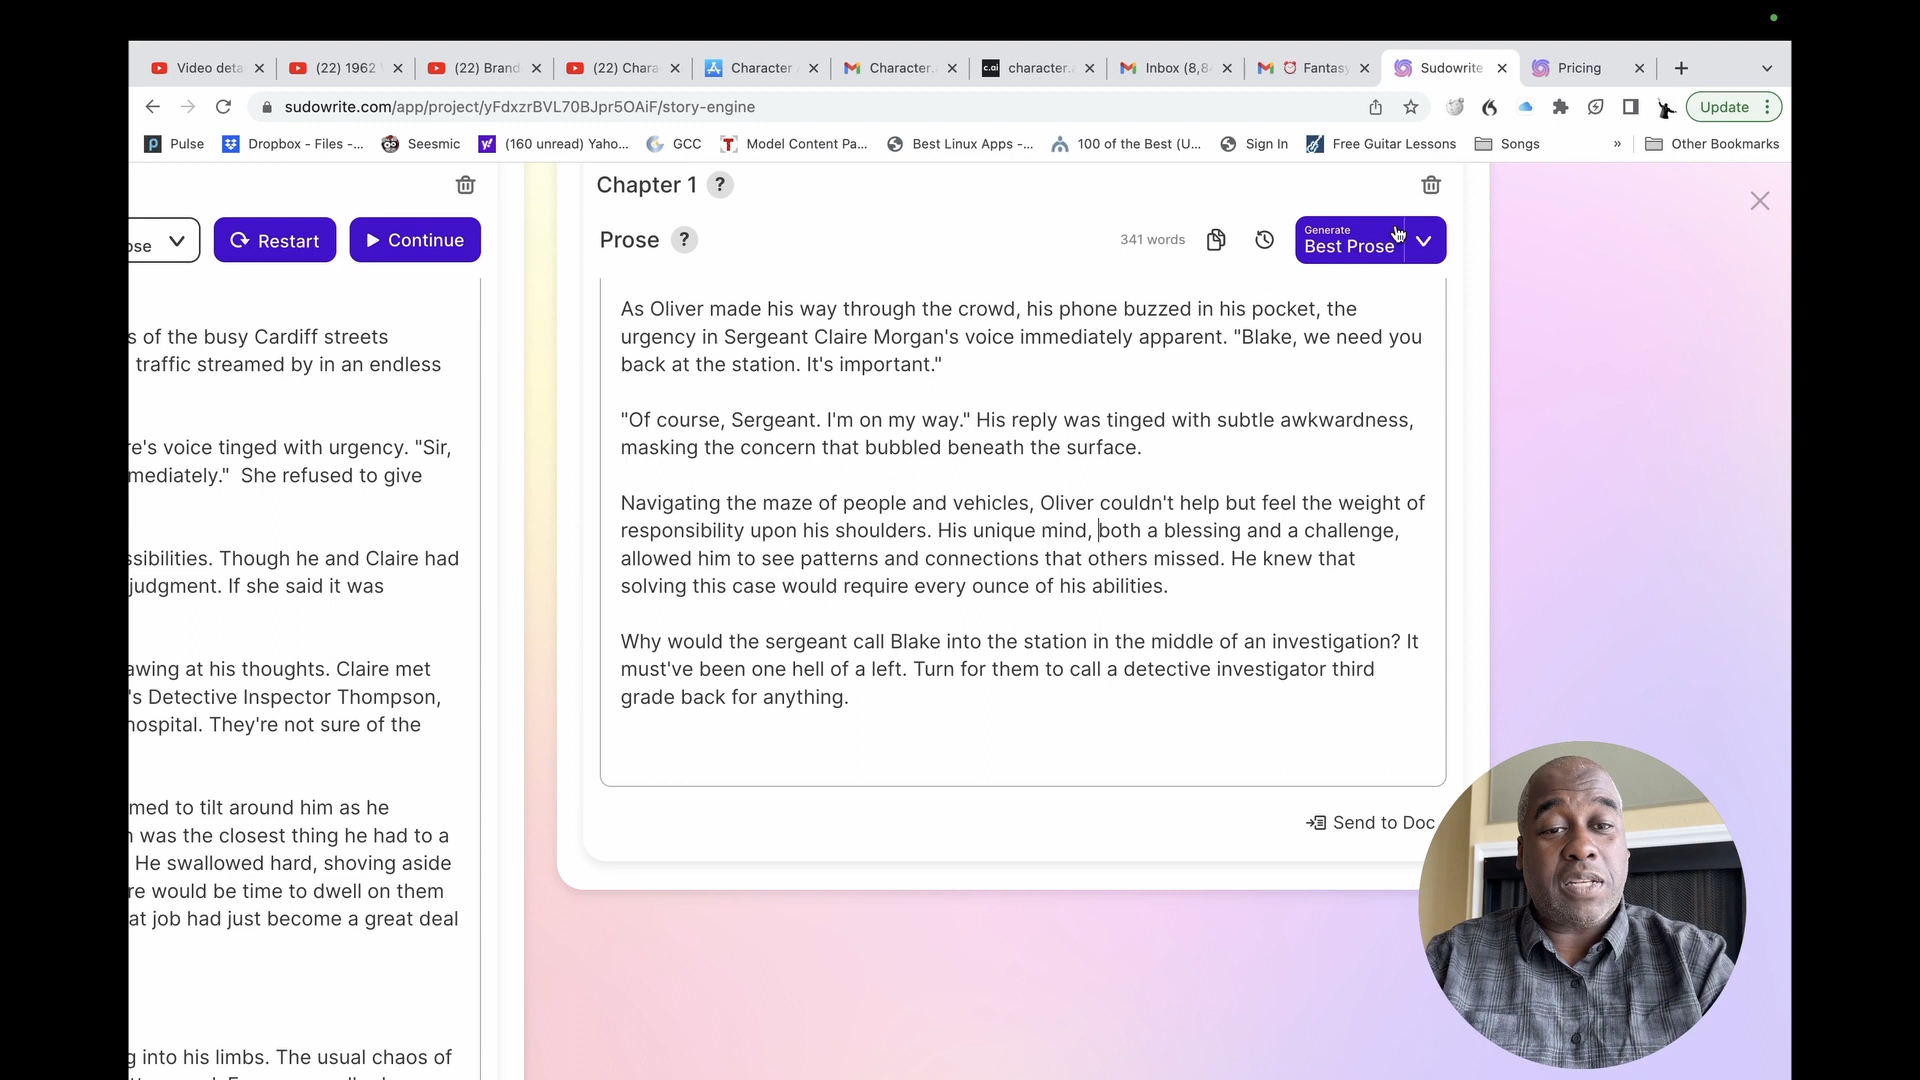 Video deta
(22) 1962
(22) Brand
(22) Chara
Character
Character.
c.ai
character.
Inbox (8,8
Fantasy
Sudowrite
Pricing
sudowrite.com/app/project/yFdxzrBVL70BJpr5OAiF/story-engine
Update
Pulse
Dropbox - Files -...
Seesmic
(160 unread) Yaho...
GCC
Model Content Pa...
Best Linux Apps -...
100 of the Best (U...
Sign In
Free Guitar Lessons
Songs
»
Other Bookmarks
ose
Restart
Continue
s of the busy Cardiff streets
traffic streamed by in an endless
re's voice tinged with urgency. "Sir,
mediately." She refused to give
ssibilities. Though he and Claire had
judgment. If she said it was
awing at his thoughts. Claire met
's Detective Inspector Thompson,
hospital. They're not sure of the
med to tilt around him as he
was the closest thing he had to a
He swallowed hard, shoving aside
re would be time to dwell on them
at job had just become a great deal
g into his limbs. The usual chaos of
Chapter 1 ?
Prose ?
341 words
Generate
Best Prose
As Oliver made his way through the crowd, his phone buzzed in his pocket, the
urgency in Sergeant Claire Morgan's voice immediately apparent. "Blake, we need you
back at the station. It's important."
"Of course, Sergeant. I'm on my way." His reply was tinged with subtle awkwardness,
masking the concern that bubbled beneath the surface.
Navigating the maze of people and vehicles, Oliver couldn't help but feel the weight of
responsibility upon his shoulders. His unique mind, both a blessing and a challenge,
allowed him to see patterns and connections that others missed. He knew that
solving this case would require every ounce of his abilities.
Why would the sergeant call Blake into the station in the middle of an investigation? It
must've been one hell of a left. Turn for them to call a detective investigator third
grade back for anything.
Send to Doc